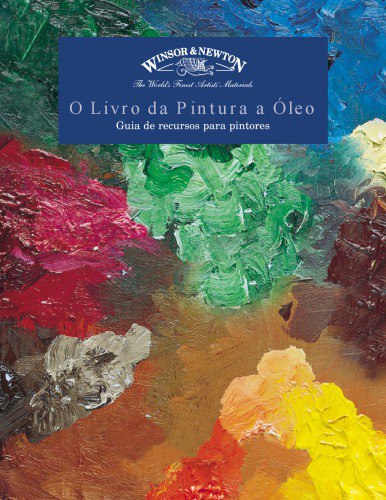 WINSOR & NEWTON
The World's Finest Artists' Materials
O Livro da Pintura a Óleo
Guia de recursos para pintores